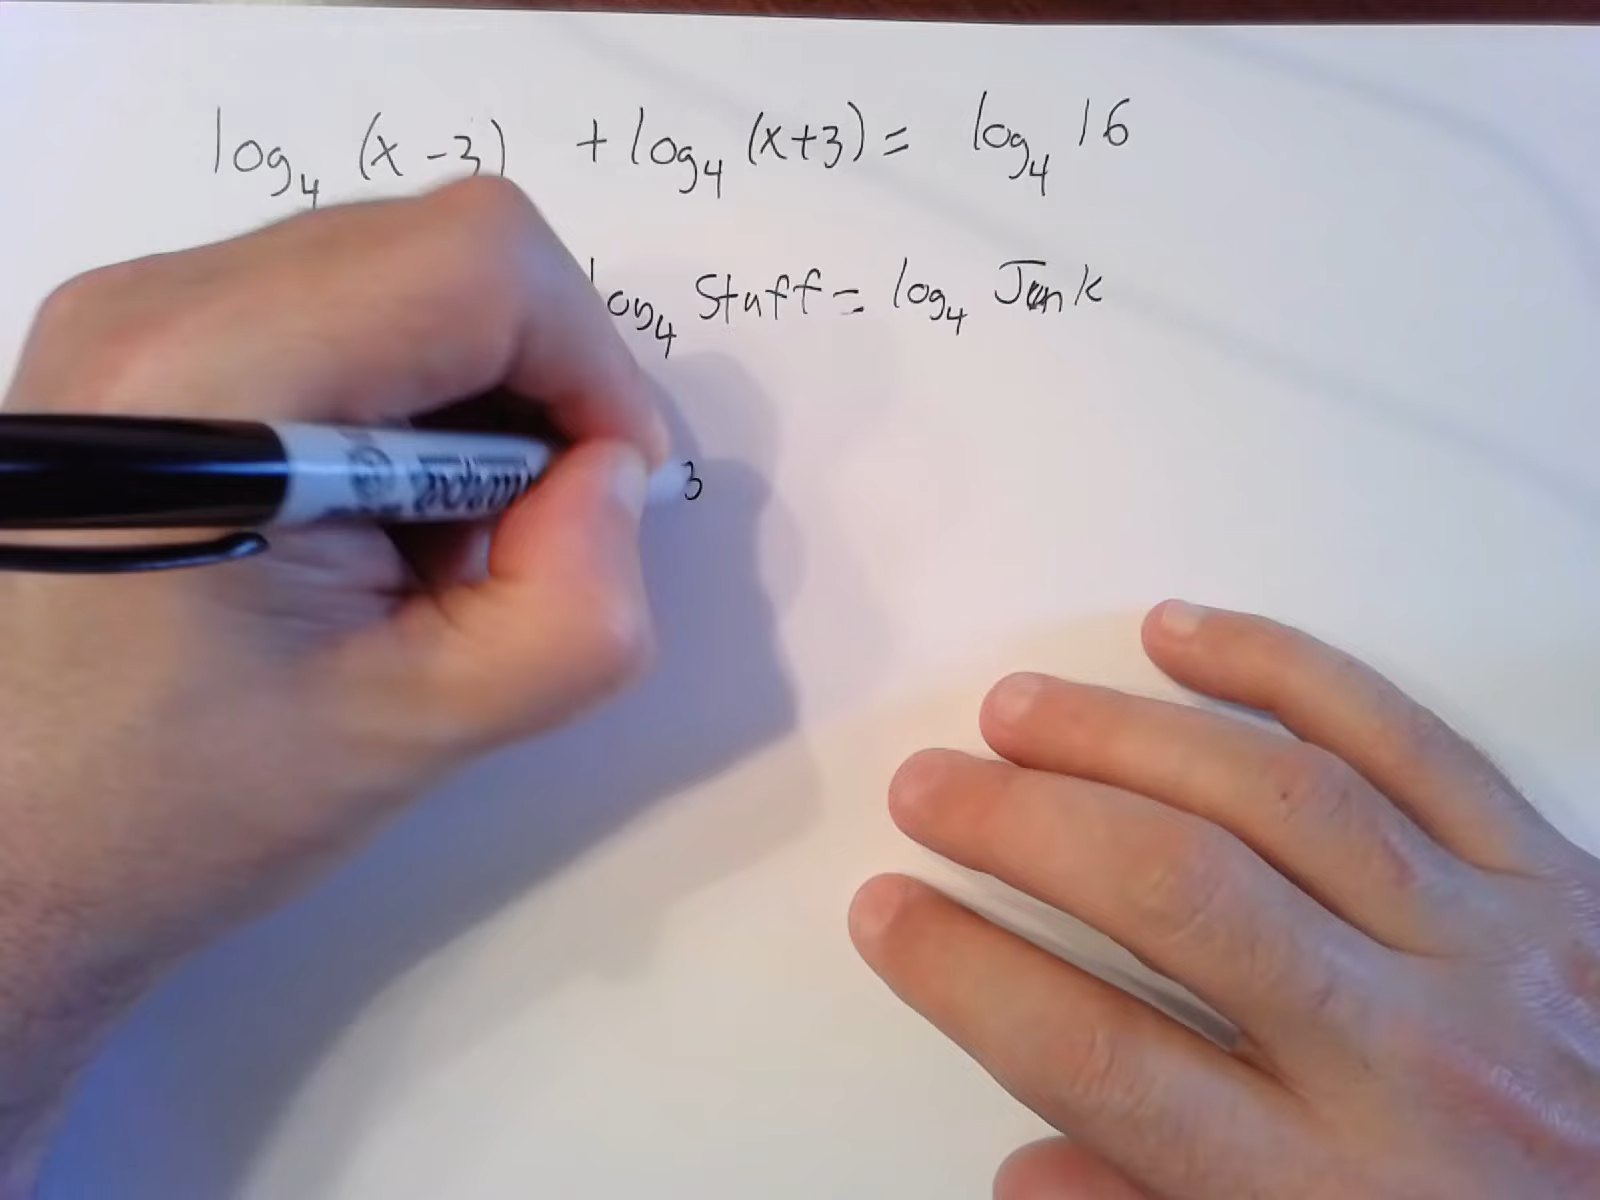 log₄ (x-3) + log₄ (x+3) = log₄ 16
log₄ Stuff = log₄ Junk
3